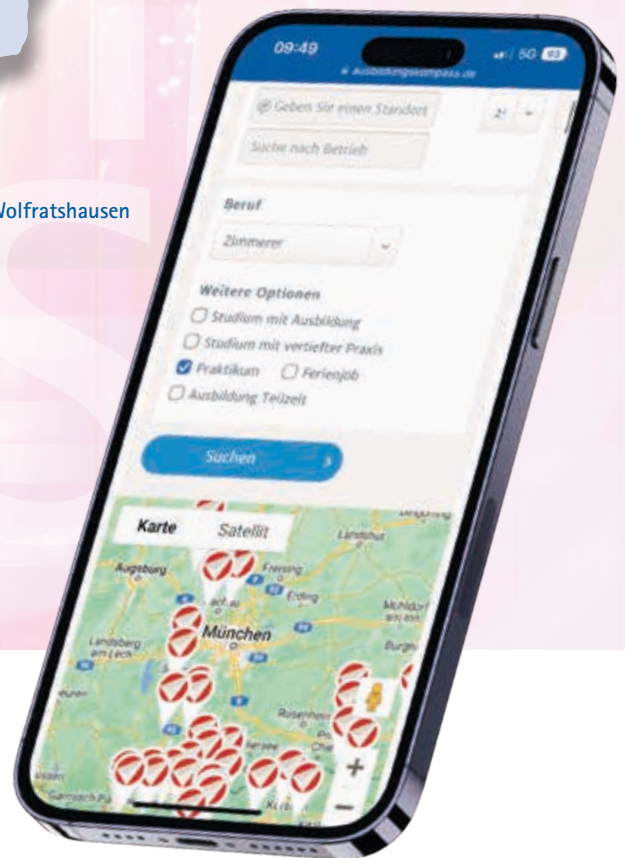 Wolfratshausen
09:49
5G 93
Ausbildungskompass.de
Geben Sie einen Standort
Suche nach Betrieb
Beruf
Zimmerer
Weitere Optionen
Studium mit Ausbildung
Studium mit vertiefter Praxis
Praktikum Ferienjob
Ausbildung Teilzeit
Suchen
Karte Satellit
Landshut
Augsburg
Freising
Erding
München
Landsberg
am Lech
Rosenheim
+
−